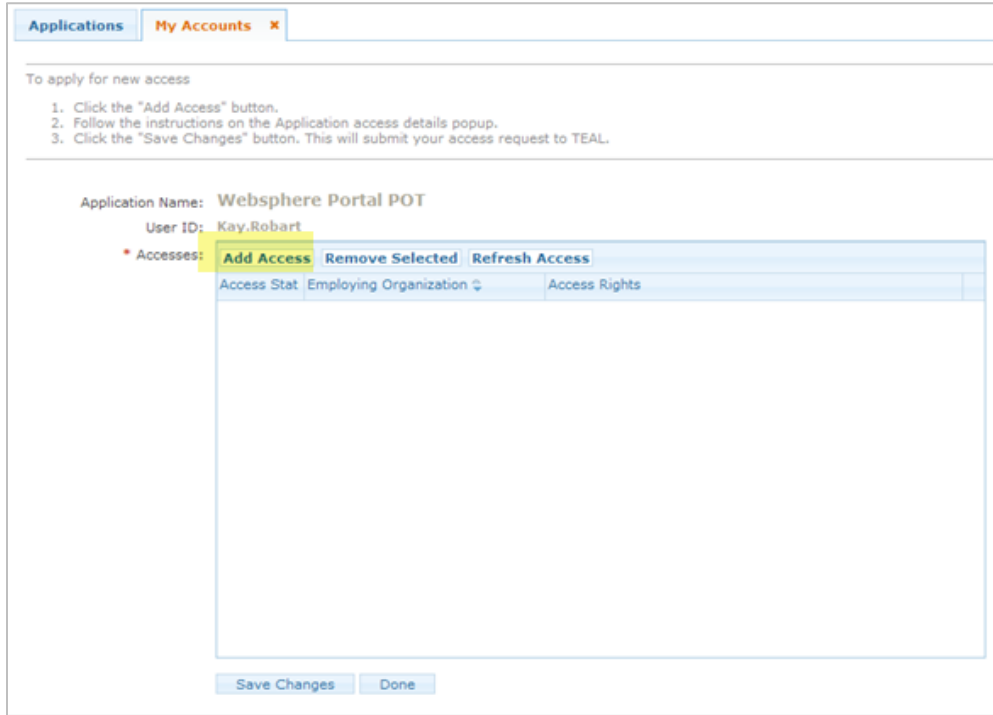 Applications My Accounts ×
To apply for new access
1. Click the "Add Access" button.
2. Follow the instructions on the Application access details popup.
3. Click the "Save Changes" button. This will submit your access request to TEAL.
Application Name: Websphere Portal POT
User ID: Kay.Robart
* Accesses: Add Access Remove Selected Refresh Access
Access Stat Employing Organization Access Rights
Save Changes Done